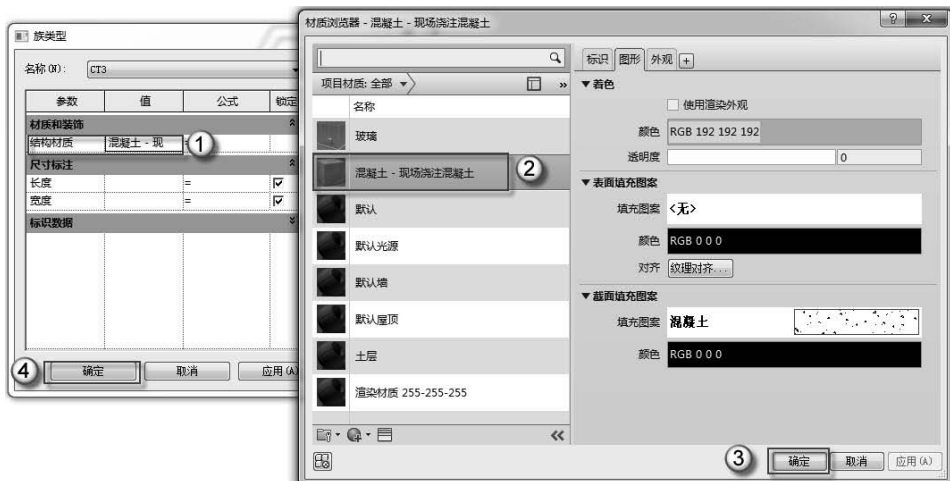 族类型
名称(N):
CT3
参数 值 公式 锁定
材质和装饰
结构材质 混凝土 - 现 =
①
尺寸标注
长度 =
宽度 =
标识数据
④
确定 取消 应用(A)
材质浏览器 - 混凝土 - 现场浇注混凝土
项目材质: 全部
名称
玻璃
混凝土 - 现场浇注混凝土
②
默认
默认光源
默认墙
默认屋顶
土层
渲染材质 255-255-255
标识 图形 外观
着色
使用渲染外观
颜色 RGB 192 192 192
透明度 0
表面填充图案
填充图案 <无>
颜色 RGB 0 0 0
对齐 纹理对齐...
截面填充图案
填充图案 混凝土
颜色 RGB 0 0 0
③
确定 取消 应用(A)